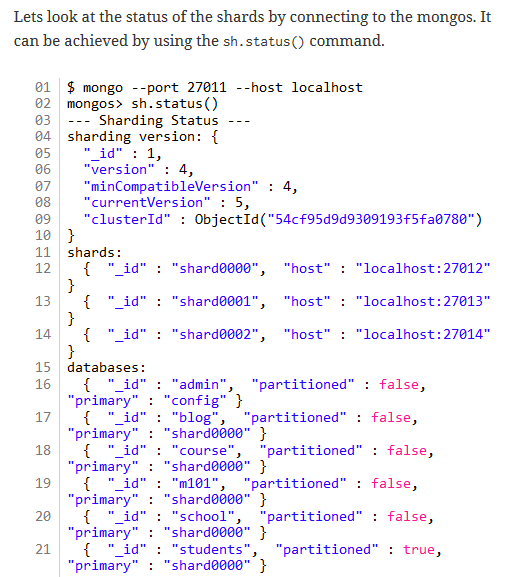 Lets look at the status of the shards by connecting to the mongos. It
can be achieved by using the sh.status() command.
01 $ mongo --port 27011 --host localhost
02 mongos> sh.status()
03 --- Sharding Status ---
04 sharding version: {
05 "_id" : 1,
06 "version" : 4,
07 "minCompatibleVersion" : 4,
08 "currentVersion" : 5,
09 "clusterId" : ObjectId("54cf95d9d9309193f5fa0780")
10 }
11 shards:
12 { "_id" : "shard0000", "host" : "localhost:27012"
}
13 { "_id" : "shard0001", "host" : "localhost:27013"
}
14 { "_id" : "shard0002", "host" : "localhost:27014"
}
15 databases:
16 { "_id" : "admin", "partitioned" : false,
"primary" : "config" }
17 { "_id" : "blog", "partitioned" : false,
"primary" : "shard0000" }
18 { "_id" : "course", "partitioned" : false,
"primary" : "shard0000" }
19 { "_id" : "m101", "partitioned" : false,
"primary" : "shard0000" }
20 { "_id" : "school", "partitioned" : false,
"primary" : "shard0000" }
21 { "_id" : "students", "partitioned" : true,
"primary" : "shard0000" }